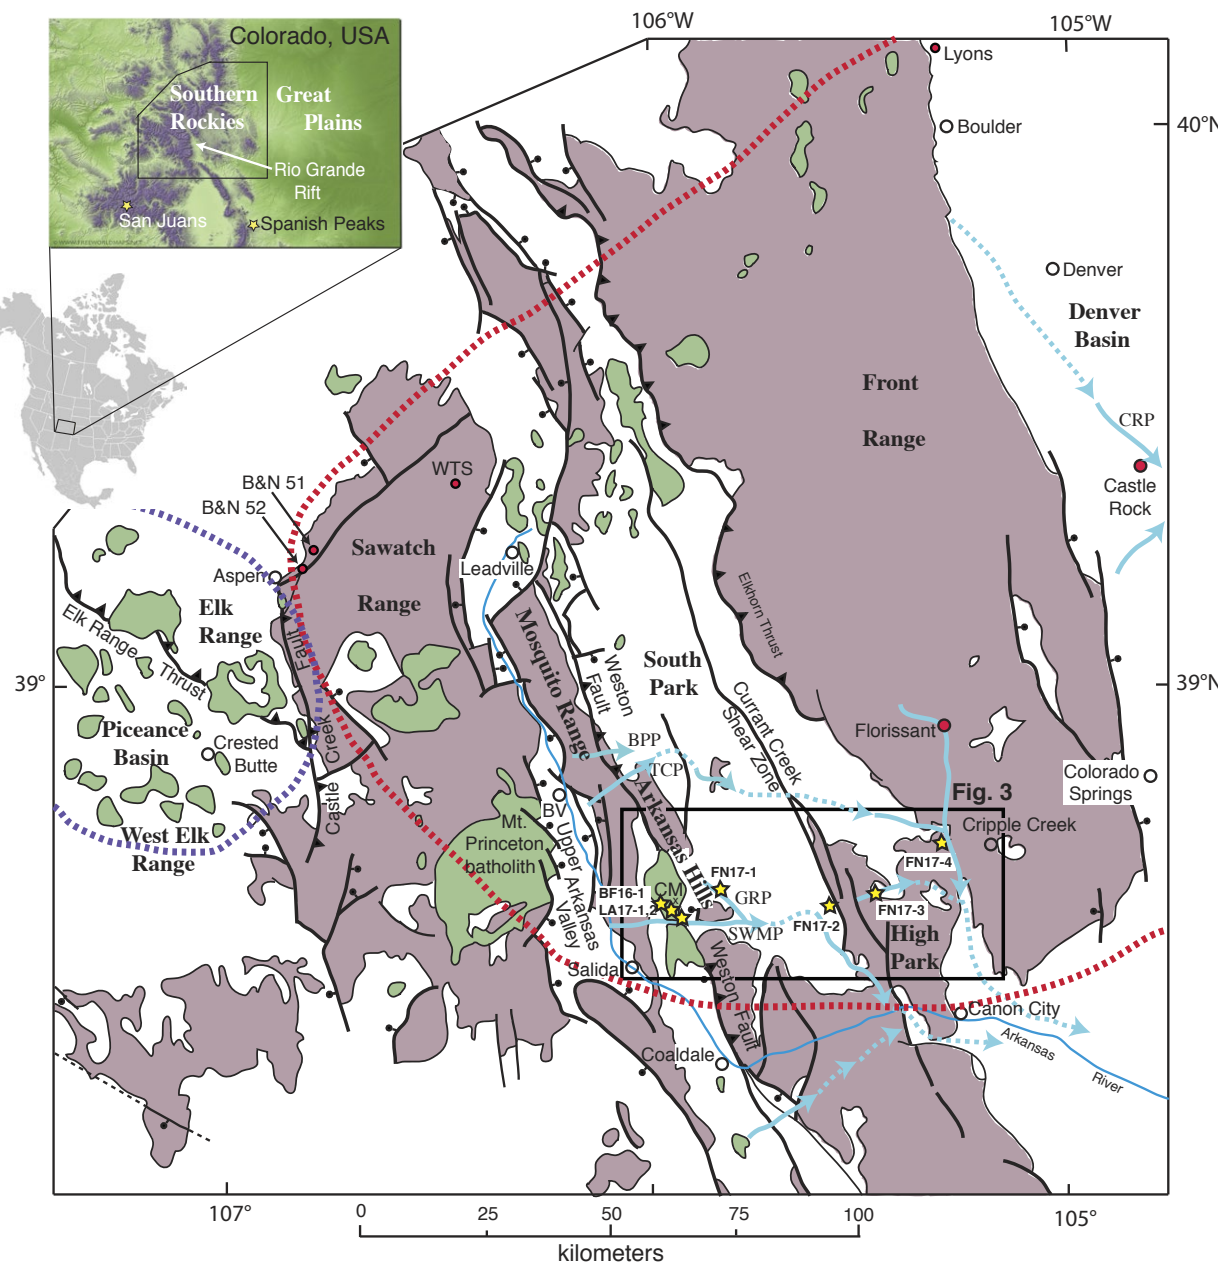 106°W
105°W
Colorado, USA
Lyons
Southern
Rockies
Great
Plains
Boulder
40°N
Rio Grande
Rift
San Juans
Spanish Peaks
Denver
Denver
Basin
Front
Range
CRP
WTS
B&N 51
B&N 52
Castle
Rock
Sawatch
Range
Leadville
Aspen
Elk
Range
Elk Range
Thrust
Fault
Creek
Castle
Mosquito Range
Weston
Fault
South
Park
Elkhorn Thrust
39°
39°N
Currant Creek
Shear Zone
Piceance
Basin
Crested
Butte
BPP
TCP
Florissant
Colorado
Springs
Fig. 3
Arkansas Hills
BV
Mt.
Princeton
batholith
Upper Arkansas
Valley
West Elk
Range
Cripple Creek
FN17-4
FN17-1
CM
BF16-1
LA17-1,2
GRP
SWMP
FN17-2
FN17-3
High
Park
Salida
Weston Fault
Canon City
Coaldale
Arkansas
River
107°
105°
0
25
50
75
100
kilometers